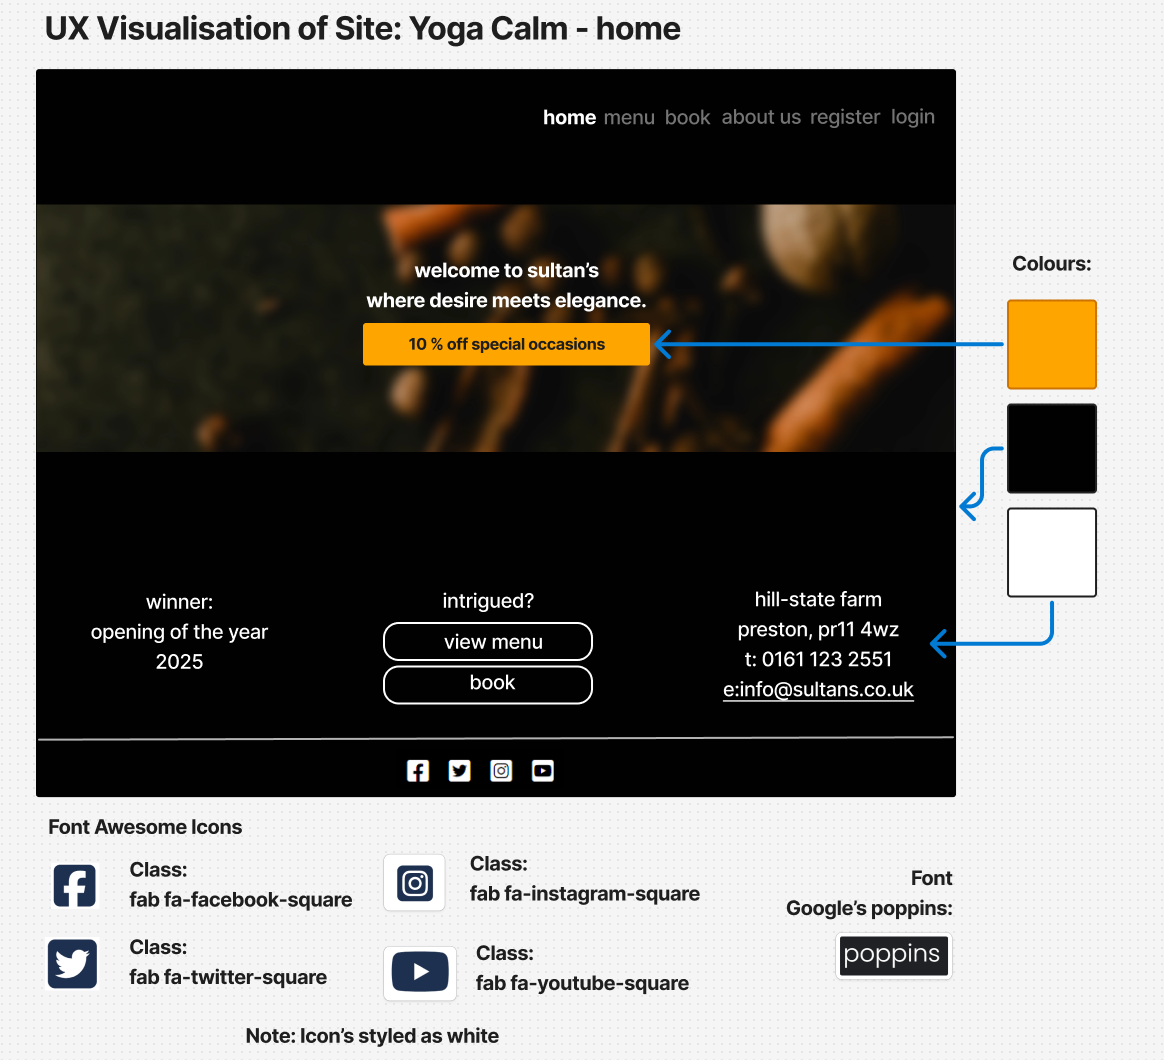 UX Visualisation of Site: Yoga Calm - home
home menu book about us register login
welcome to sultan's
where desire meets elegance.
10 % off special occasions
Colours:
winner:
opening of the year
2025
intrigued?
view menu
book
hill-state farm
preston, pr11 4wz
t: 0161 123 2551
e:info@sultans.co.uk
Font Awesome Icons
Class:
fab fa-facebook-square
Class:
fab fa-instagram-square
Class:
fab fa-twitter-square
Class:
fab fa-youtube-square
Font
Google's poppins:
poppins
Note: Icon's styled as white